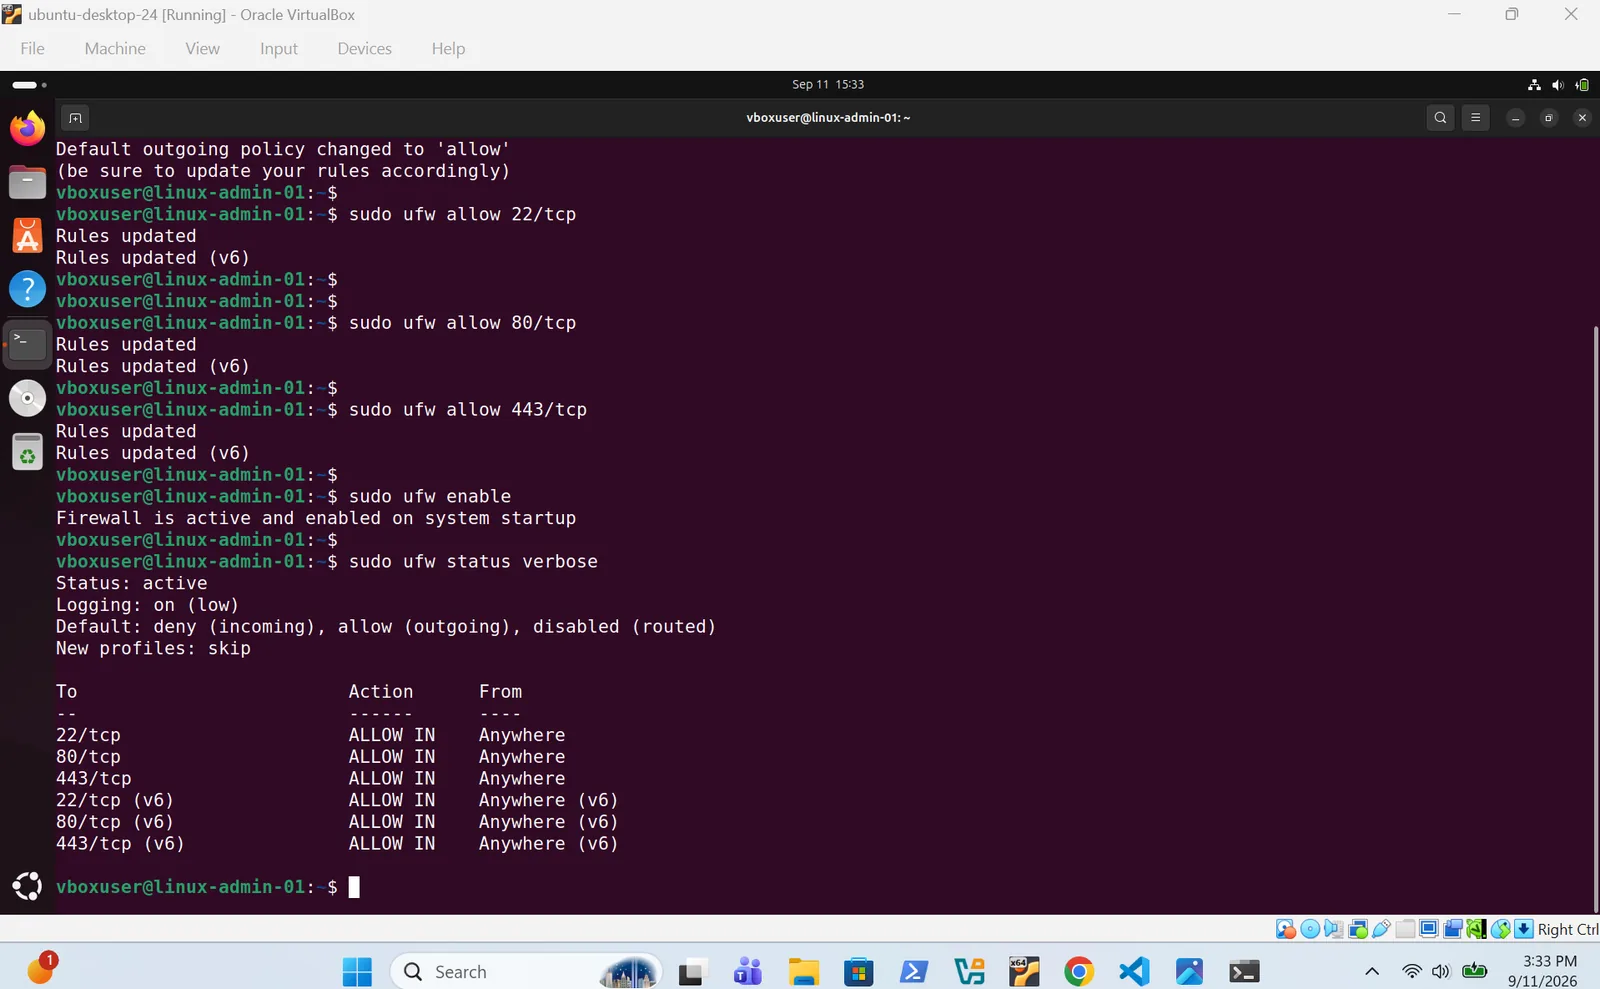 ubuntu-desktop-24 [Running] - Oracle VirtualBox
File Machine View Input Devices Help
Sep 11 15:33
vboxuser@linux-admin-01: ~
Default outgoing policy changed to 'allow'
(be sure to update your rules accordingly)
vboxuser@linux-admin-01:~$
vboxuser@linux-admin-01:~$ sudo ufw allow 22/tcp
Rules updated
Rules updated (v6)
vboxuser@linux-admin-01:~$
vboxuser@linux-admin-01:~$
vboxuser@linux-admin-01:~$ sudo ufw allow 80/tcp
Rules updated
Rules updated (v6)
vboxuser@linux-admin-01:~$
vboxuser@linux-admin-01:~$ sudo ufw allow 443/tcp
Rules updated
Rules updated (v6)
vboxuser@linux-admin-01:~$
vboxuser@linux-admin-01:~$ sudo ufw enable
Firewall is active and enabled on system startup
vboxuser@linux-admin-01:~$
vboxuser@linux-admin-01:~$ sudo ufw status verbose
Status: active
Logging: on (low)
Default: deny (incoming), allow (outgoing), disabled (routed)
New profiles: skip
To Action From
-- ------ ----
22/tcp ALLOW IN Anywhere
80/tcp ALLOW IN Anywhere
443/tcp ALLOW IN Anywhere
22/tcp (v6) ALLOW IN Anywhere (v6)
80/tcp (v6) ALLOW IN Anywhere (v6)
443/tcp (v6) ALLOW IN Anywhere (v6)
vboxuser@linux-admin-01:~$
Right Ctrl
1
Search
x64
3:33 PM
9/11/2026